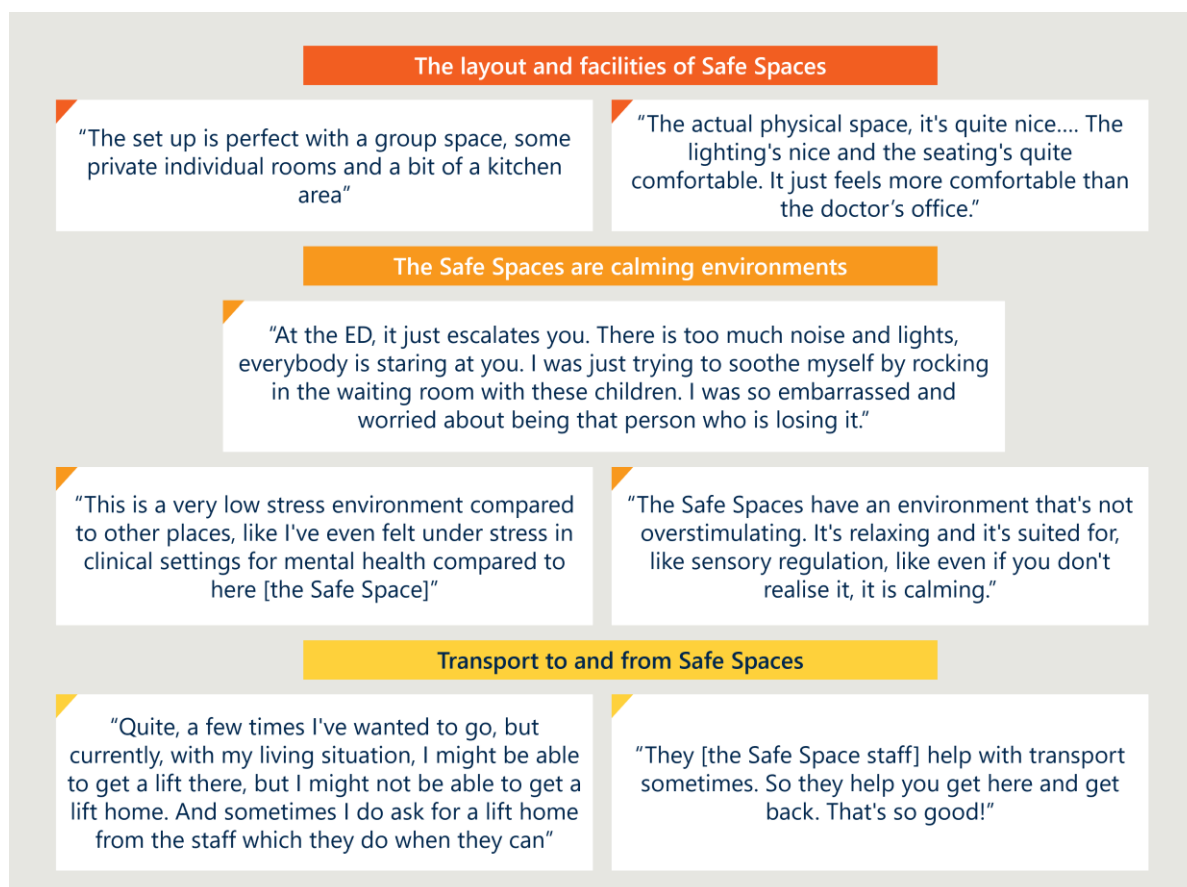 The layout and facilities of Safe Spaces
“The set up is perfect with a group space, some
private individual rooms and a bit of a kitchen
area”
“The actual physical space, it's quite nice.... The
lighting's nice and the seating's quite
comfortable. It just feels more comfortable than
the doctor’s office.”
The Safe Spaces are calming environments
“At the ED, it just escalates you. There is too much noise and lights,
everybody is staring at you. I was just trying to soothe myself by rocking
in the waiting room with these children. I was so embarrassed and
worried about being that person who is losing it.”
“This is a very low stress environment compared
to other places, like I've even felt under stress in
clinical settings for mental health compared to
here [the Safe Space]”
“The Safe Spaces have an environment that's not
overstimulating. It's relaxing and it's suited for,
like sensory regulation, like even if you don't
realise it, it is calming.”
Transport to and from Safe Spaces
“Quite, a few times I've wanted to go, but
currently, with my living situation, I might be able
to get a lift there, but I might not be able to get a
lift home. And sometimes I do ask for a lift home
from the staff which they do when they can”
“They [the Safe Space staff] help with transport
sometimes. So they help you get here and get
back. That's so good!”